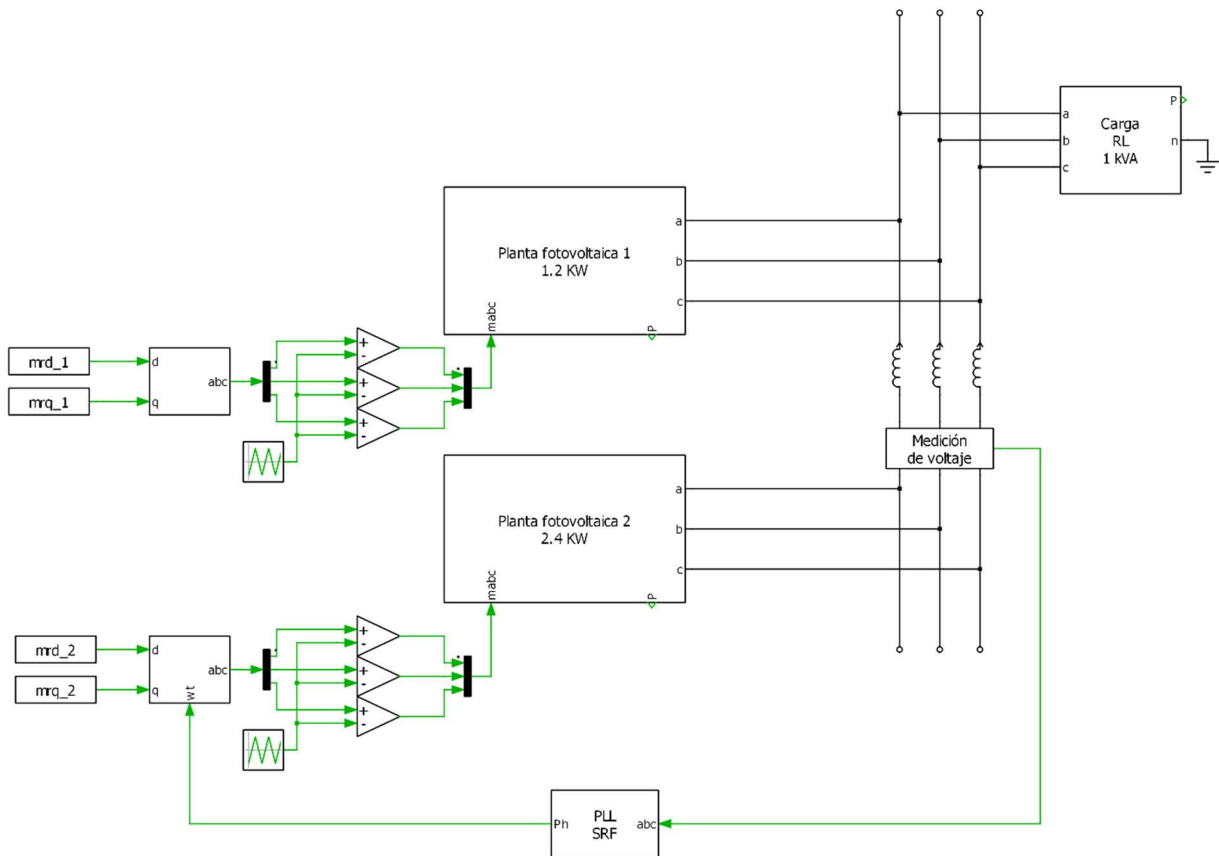 P
a
Carga
RL
1 kVA
b
n
c
a
Planta fotovoltaica 1
1.2 KW
b
c
mabc
P
mrd_1
d
abc
mrq_1
q
+
-
+
-
+
-
Medición
de voltaje
a
Planta fotovoltaica 2
2.4 KW
b
c
mabc
P
mrd_2
d
abc
mrq_2
q
wt
+
-
+
-
+
-
Ph
PLL
SRF
abc